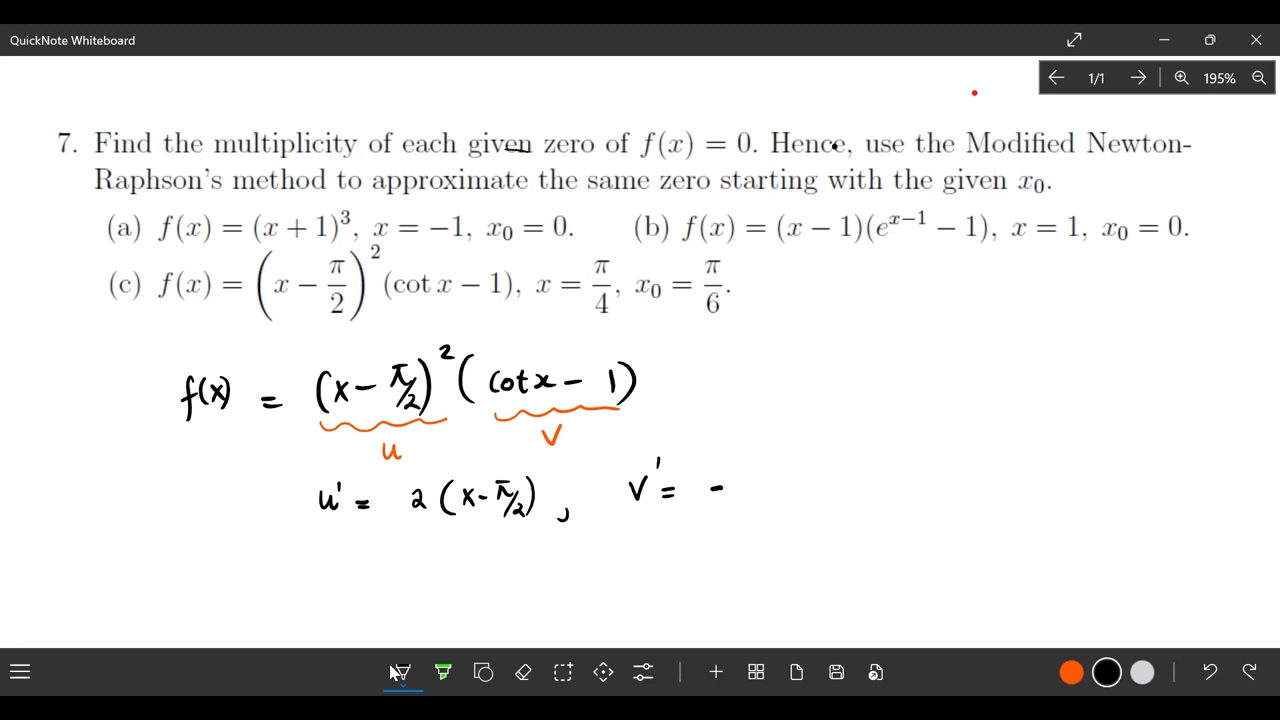 QuickNote Whiteboard
1/1 195%
7. Find the multiplicity of each given zero of f(x) = 0. Hence, use the Modified Newton-
Raphson's method to approximate the same zero starting with the given x₀.
(a) f(x) = (x + 1)³, x = −1, x₀ = 0. (b) f(x) = (x − 1)(eˣ⁻¹ − 1), x = 1, x₀ = 0.
(c) f(x) = (x − π/2)² (cot x − 1), x = π/4, x₀ = π/6.
f(x) = (x − π/2)² (cot x − 1)
u v
u' = 2(x − π/2), v' = −